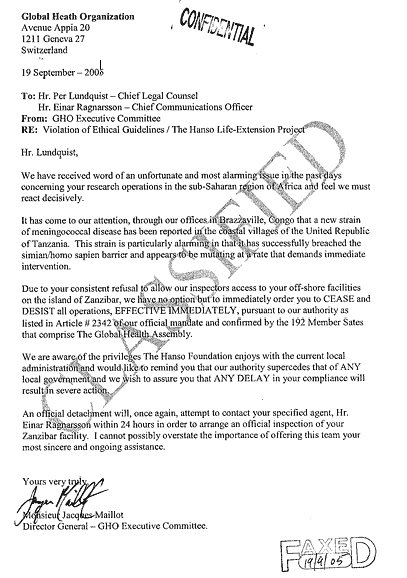 Global Heath Organization
Avenue Appia 20
1211 Geneva 27
Switzerland
CONFIDENTIAL
19 September – 2005
To: Hr. Per Lundquist – Chief Legal Counsel
Hr. Einar Ragnarsson – Chief Communications Officer
From: GHO Executive Committee
RE: Violation of Ethical Guidelines / The Hanso Life-Extension Project
Hr. Lundquist,
We have received word of an unfortunate and most alarming issue in the past days
concerning your research operations in the sub-Saharan region of Africa and feel we must
react decisively.
It has come to our attention, through our offices in Brazzaville, Congo that a new strain
of meningococcal disease has been reported in the coastal villages of the United Republic
of Tanzania. This strain is particularly alarming in that it has successfully breached the
simian/homo sapien barrier and appears to be mutating at a rate that demands immediate
intervention.
Due to your consistent refusal to allow our inspectors access to your off-shore facilities
on the island of Zanzibar, we have no option but to immediately order you to CEASE and
DESIST all operations, EFFECTIVE IMMEDIATELY, pursuant to our authority as
listed in Article # 2342 of our official mandate and confirmed by the 192 Member Sates
that comprise The Global Health Assembly.
We are aware of the privileges The Hanso Foundation enjoys with the current local
administration and would like to remind you that our authority supercedes that of ANY
local government and we wish to assure you that ANY DELAY in your compliance will
result in severe action.
An official detachment will, once again, attempt to contact your specified agent, Hr.
Einar Ragnarsson within 24 hours in order to arrange an official inspection of your
Zanzibar facility. I cannot possibly overstate the importance of offering this team your
most sincere and ongoing assistance.
Yours very truly,
Jacques Maillot
Monsieur Jacques Maillot
Director General – GHO Executive Committee.
CLASSIFIED
FAXED
19/9/05